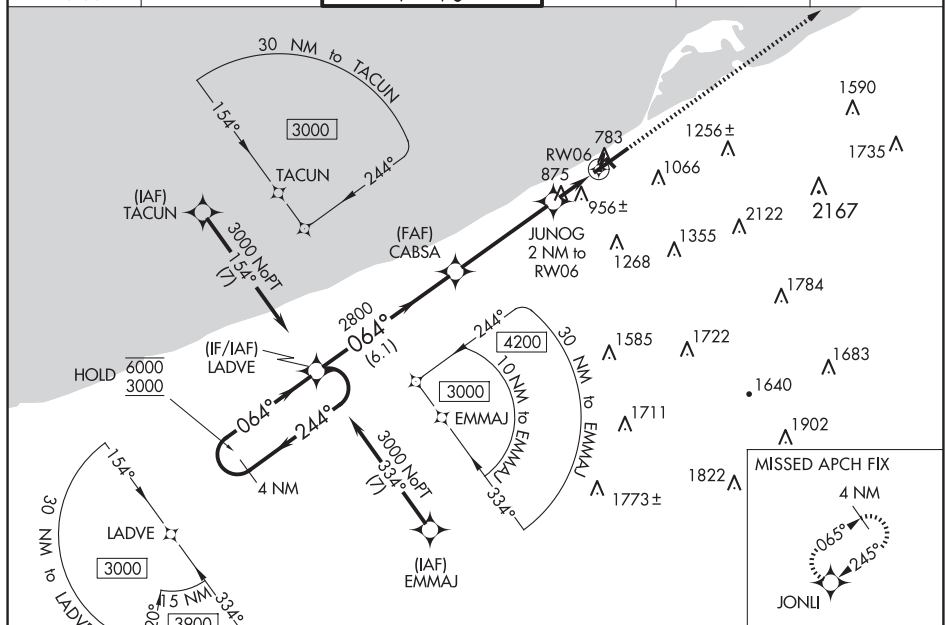 30 NM to TACUN
154°
3000
244°
TACUN
(IAF)
TACUN
3000 NoPT
154°
(7)
1590
783
1256±
1735
RW06
875
1066
956±
2167
JUNOG
2 NM to
RW06
2122
1355
1268
(FAF)
CABSA
1784
2800
064°
(6.1)
(IF/IAF)
LADVE
HOLD
6000
3000
064°
244°
4 NM
244°
4200
30 NM to EMMAJ
3000
10 NM to EMMAJ
EMMAJ
334°
1585
1722
1683
1640
1711
1902
1822
1773±
3000 NoPT
334°
(7)
(IAF)
EMMAJ
154°
30 NM to LADVE
LADVE
3000
15 NM
334°
3900
MISSED APCH FIX
4 NM
065°
245°
JONLI